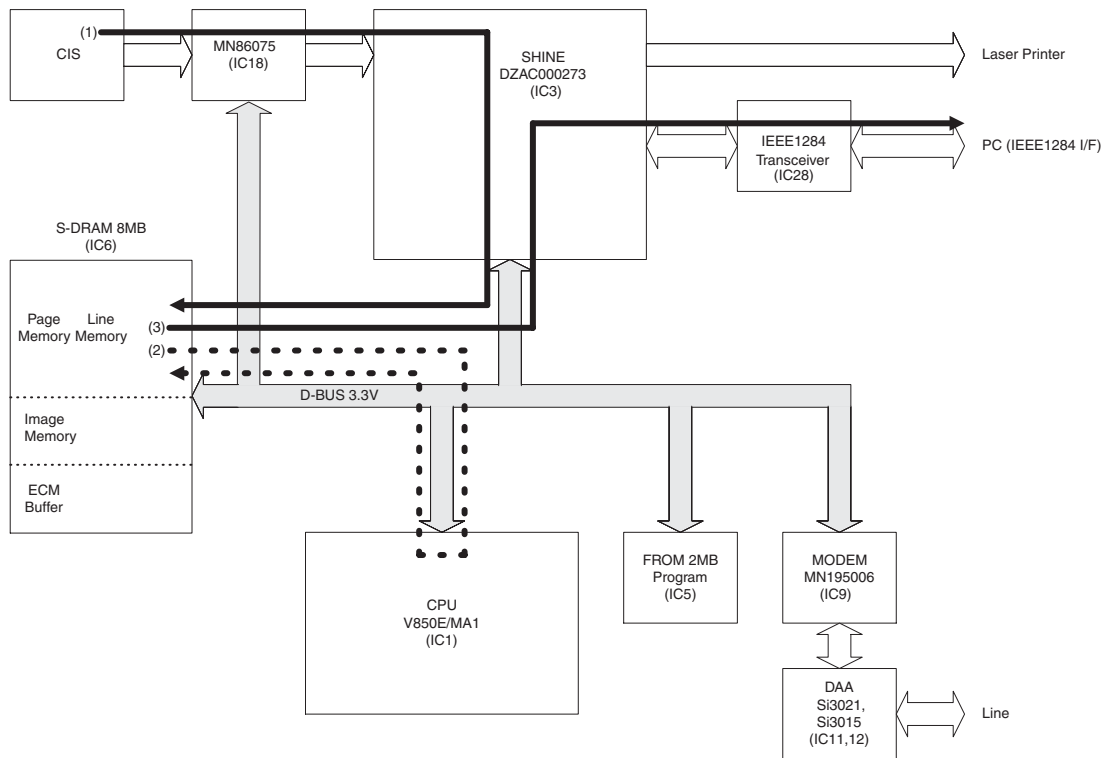 (1)
CIS
MN86075
(IC18)
SHINE
DZAC000273
(IC3)
Laser Printer
IEEE1284
Transceiver
(IC28)
PC (IEEE1284 I/F)
S-DRAM 8MB
(IC6)
Page Line
Memory Memory
(3)
(2)
D-BUS 3.3V
Image
Memory
ECM
Buffer
CPU
V850E/MA1
(IC1)
FROM 2MB
Program
(IC5)
MODEM
MN195006
(IC9)
DAA
Si3021,
Si3015
(IC11,12)
Line